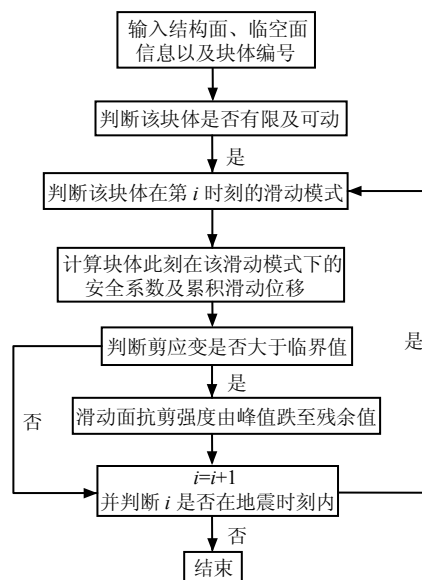 输入结构面、临空面
信息以及块体编号
判断该块体是否有限及可动
是
判断该块体在第 i 时刻的滑动模式
计算块体此刻在该滑动模式下的
安全系数及累积滑动位移
判断剪应变是否大于临界值
是
是
否
滑动面抗剪强度由峰值跌至残余值
i=i+1
并判断 i 是否在地震时刻内
否
结束